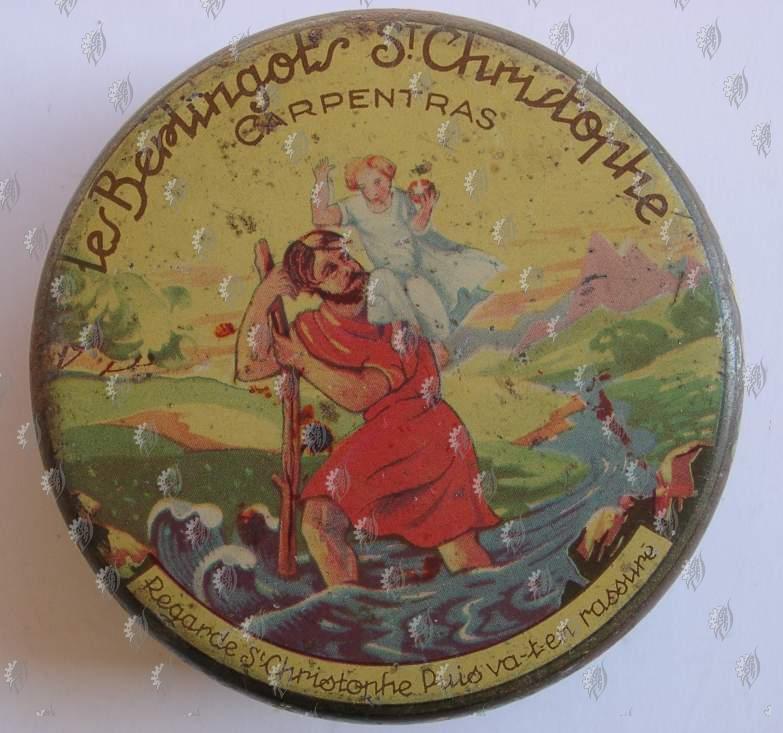 Les Berlingots St Christophe
CARPENTRAS
Regarde St Christophe Puis va-t-en rassuré